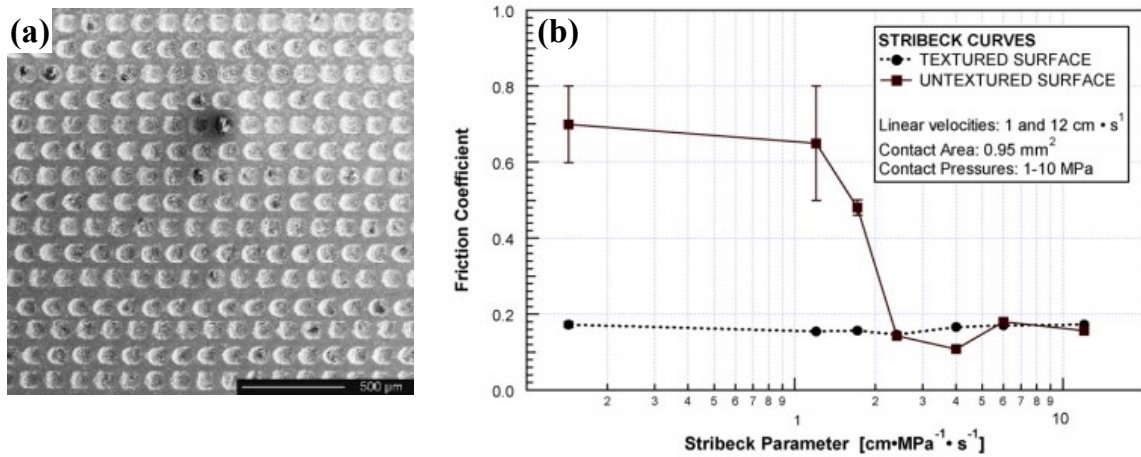 (a)
500 µm
(b)
STRIBECK CURVES
TEXTURED SURFACE
UNTEXTURED SURFACE
Linear velocities: 1 and 12 cm • s¹
Contact Area: 0.95 mm²
Contact Pressures: 1-10 MPa
Friction Coefficient
1.0
0.8
0.6
0.4
0.2
0.0
2 3 4 5 6 7 8 9 2 3 4 5 6 7 8 9
1 10
Stribeck Parameter [cm•MPa⁻¹• s⁻¹]